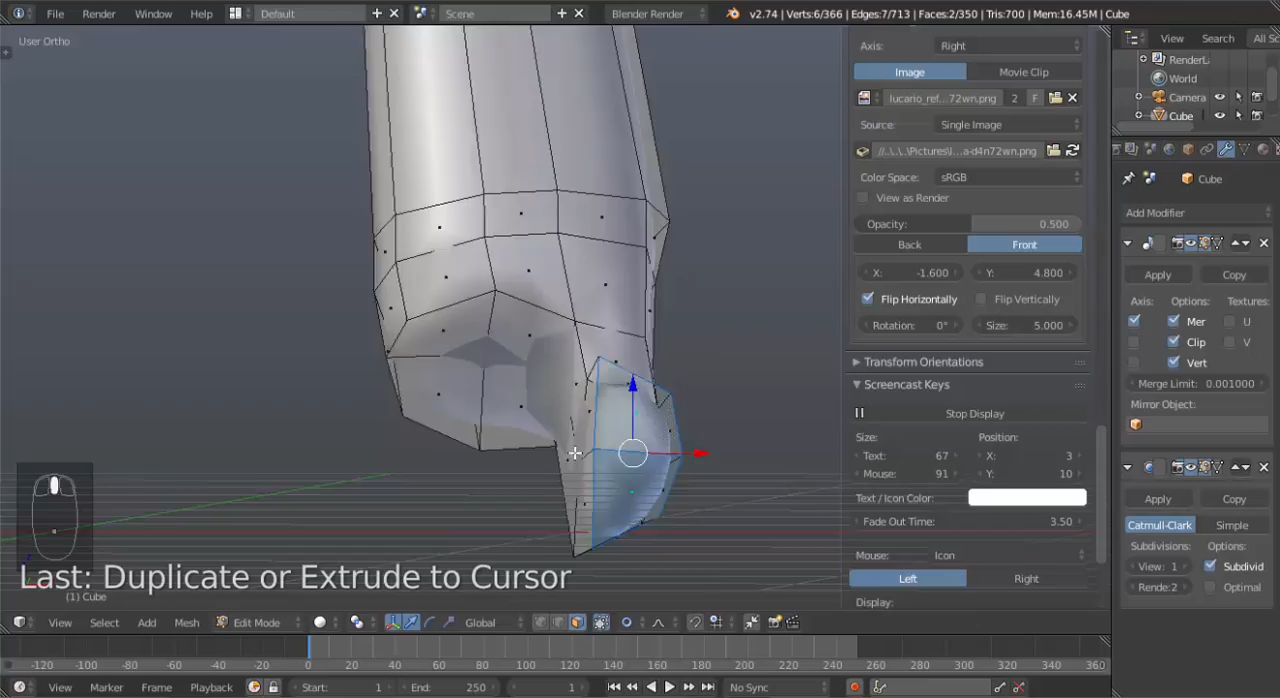 File Render Window Help Default Scene Blender Render v2.74 | Verts:6/366 | Edges:7/713 | Faces:2/350 | Tris:700 | Mem:16.45M | Cube
User Ortho
Axis: Right
Image Movie Clip
lucario_ref...72wn.png 2 F
Source: Single Image
//..\..\..\Pictures\l...a-d4n72wn.png
Color Space: sRGB
View as Render
Opacity: 0.500
Back Front
X: -1.600 Y: 4.800
Flip Horizontally Flip Vertically
Rotation: 0° Size: 5.000
Transform Orientations
Screencast Keys
Stop Display
Size: Position:
Text: 67 X: 3
Mouse: 91 Y: 10
Text / Icon Color:
Fade Out Time: 3.50
Mouse: Icon
Left Right
Display:
View Search All Sc
RenderL
World
Camera
Cube
Cube
Add Modifier
Apply Copy
Axis: Options: Textures:
Mer U
Clip V
Vert
Merge Limit: 0.001000
Mirror Object:
Apply Copy
Catmull-Clark Simple
Subdivisions: Options:
View: 1 Subdivid
Rende:2 Optimal
Last: Duplicate or Extrude to Cursor
(1) Cube
View Select Add Mesh Edit Mode Global
-120 -100 -80 -60 -40 -20 0 20 40 60 80 100 120 140 160 180 200 220 240 260 280 300 320 340 360
View Marker Frame Playback Start: 1 End: 250 1 No Sync